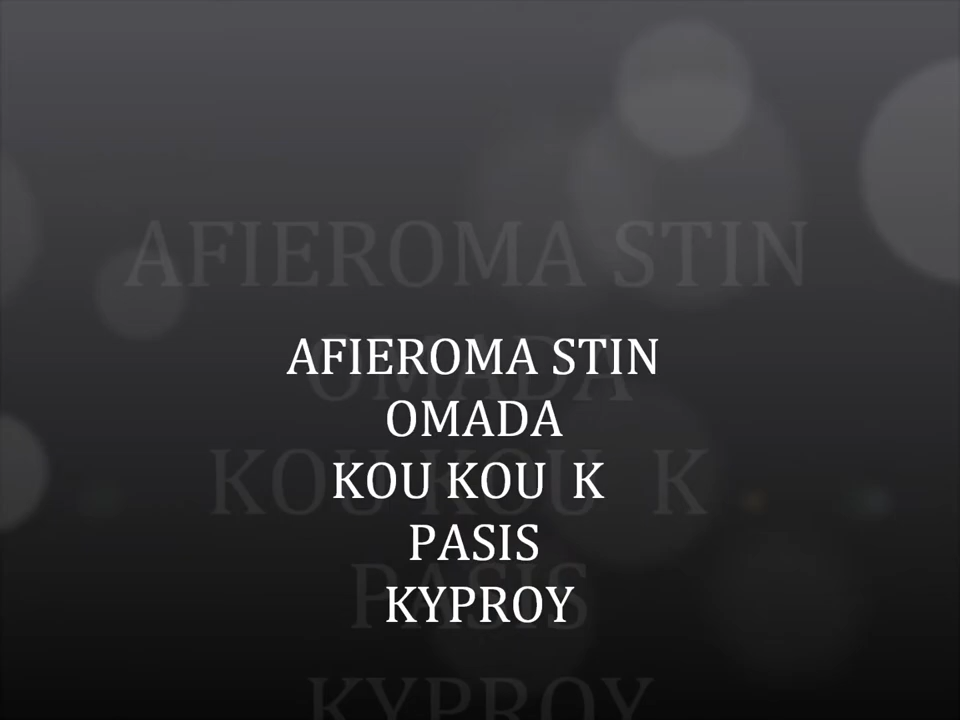 AFIEROMA STIN
OMADA
KOU KOU  K
PASIS
KYPROY